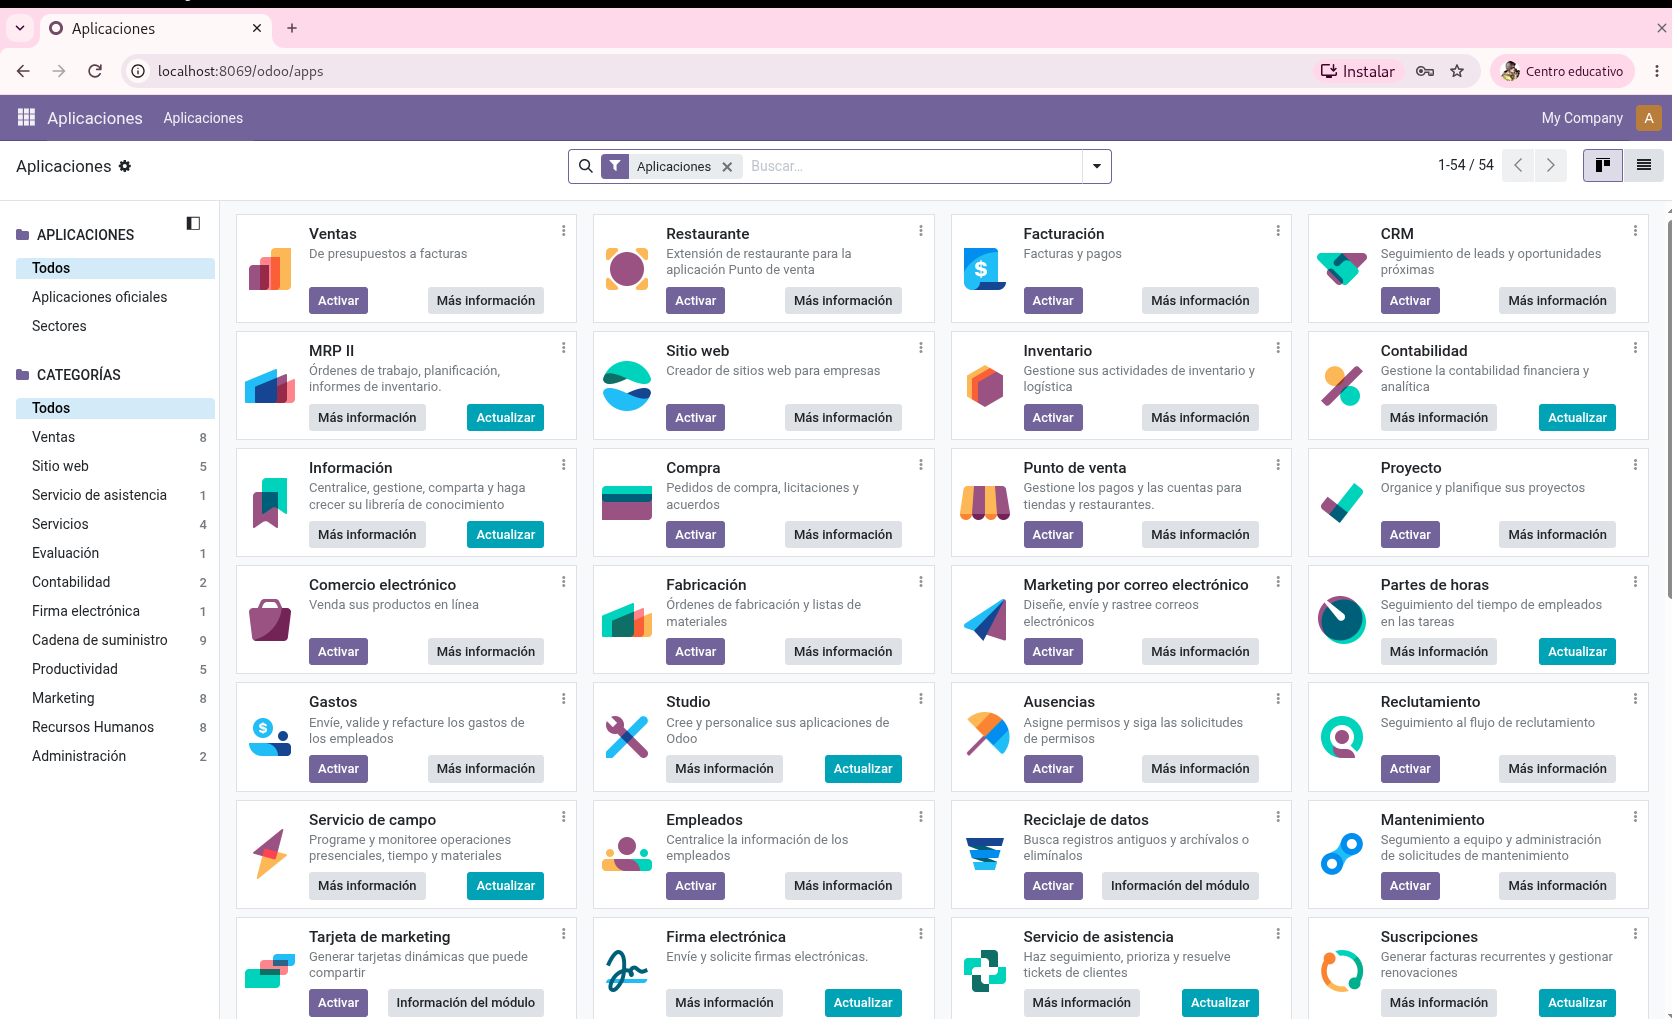 Aplicaciones
localhost:8069/odoo/apps
Instalar
Centro educativo
Aplicaciones
Aplicaciones
My Company
A
Aplicaciones
Aplicaciones
Buscar...
1-54 / 54
APLICACIONES
Todos
Aplicaciones oficiales
Sectores
CATEGORÍAS
Todos
Ventas 8
Sitio web 5
Servicio de asistencia 1
Servicios 4
Evaluación 1
Contabilidad 2
Firma electrónica 1
Cadena de suministro 9
Productividad 5
Marketing 8
Recursos Humanos 8
Administración 2
Ventas
De presupuestos a facturas
Activar
Más información
Restaurante
Extensión de restaurante para la
aplicación Punto de venta
Activar
Más información
Facturación
Facturas y pagos
Activar
Más información
CRM
Seguimiento de leads y oportunidades
próximas
Activar
Más información
MRP II
Órdenes de trabajo, planificación,
informes de inventario.
Más información
Actualizar
Sitio web
Creador de sitios web para empresas
Activar
Más información
Inventario
Gestione sus actividades de inventario y
logística
Activar
Más información
Contabilidad
Gestione la contabilidad financiera y
analítica
Más información
Actualizar
Información
Centralice, gestione, comparta y haga
crecer su librería de conocimiento
Más información
Actualizar
Compra
Pedidos de compra, licitaciones y
acuerdos
Activar
Más información
Punto de venta
Gestione los pagos y las cuentas para
tiendas y restaurantes.
Activar
Más información
Proyecto
Organice y planifique sus proyectos
Activar
Más información
Comercio electrónico
Venda sus productos en línea
Activar
Más información
Fabricación
Órdenes de fabricación y listas de
materiales
Activar
Más información
Marketing por correo electrónico
Diseñe, envíe y rastree correos
electrónicos
Activar
Más información
Partes de horas
Seguimiento del tiempo de empleados
en las tareas
Más información
Actualizar
Gastos
Envíe, valide y refacture los gastos de
los empleados
Activar
Más información
Studio
Cree y personalice sus aplicaciones de
Odoo
Más información
Actualizar
Ausencias
Asigne permisos y siga las solicitudes
de permisos
Activar
Más información
Reclutamiento
Seguimiento al flujo de reclutamiento
Activar
Más información
Servicio de campo
Programe y monitoree operaciones
presenciales, tiempo y materiales
Más información
Actualizar
Empleados
Centralice la información de los
empleados
Activar
Más información
Reciclaje de datos
Busca registros antiguos y archívalos o
elimínalos
Activar
Información del módulo
Mantenimiento
Segumiento a equipo y administración
de solicitudes de mantenimiento
Activar
Más información
Tarjeta de marketing
Generar tarjetas dinámicas que puede
compartir
Activar
Información del módulo
Firma electrónica
Envíe y solicite firmas electrónicas.
Más información
Actualizar
Servicio de asistencia
Haz seguimiento, prioriza y resuelve
tickets de clientes
Más información
Actualizar
Suscripciones
Generar facturas recurrentes y gestionar
renovaciones
Más información
Actualizar